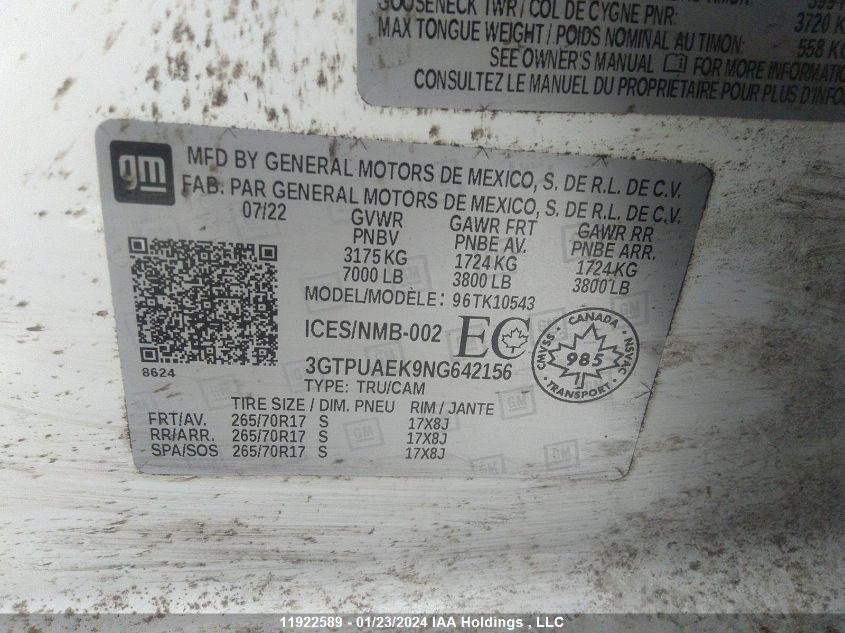 GOOSENECK TWR / COL DE CYGNE PNR: 3720 K
MAX TONGUE WEIGHT / POIDS NOMINAL AU TIMON: 558 KG
SEE OWNER'S MANUAL FOR MORE INFORMATION
CONSULTEZ LE MANUEL DU PROPRIETAIRE POUR PLUS D'INFO
gm
MFD BY GENERAL MOTORS DE MEXICO, S. DE R.L. DE C.V.
FAB. PAR GENERAL MOTORS DE MEXICO, S. DE R.L. DE C.V.
07/22 GVWR GAWR FRT GAWR RR
PNBV PNBE AV. PNBE ARR.
3175 KG 1724 KG 1724 KG
7000 LB 3800 LB 3800 LB
MODEL/MODÈLE: 96TK10543
ICES/NMB-002 EC
CANADA
CMVSS 985 NSVAC
TRANSPORT
8624
3GTPUAEK9NG642156
TYPE: TRU/CAM
TIRE SIZE / DIM. PNEU RIM / JANTE
FRT/AV. 265/70R17 S 17X8J
RR/ARR. 265/70R17 S 17X8J
SPA/SOS 265/70R17 S 17X8J
11922589 - 01/23/2024 IAA Holdings , LLC